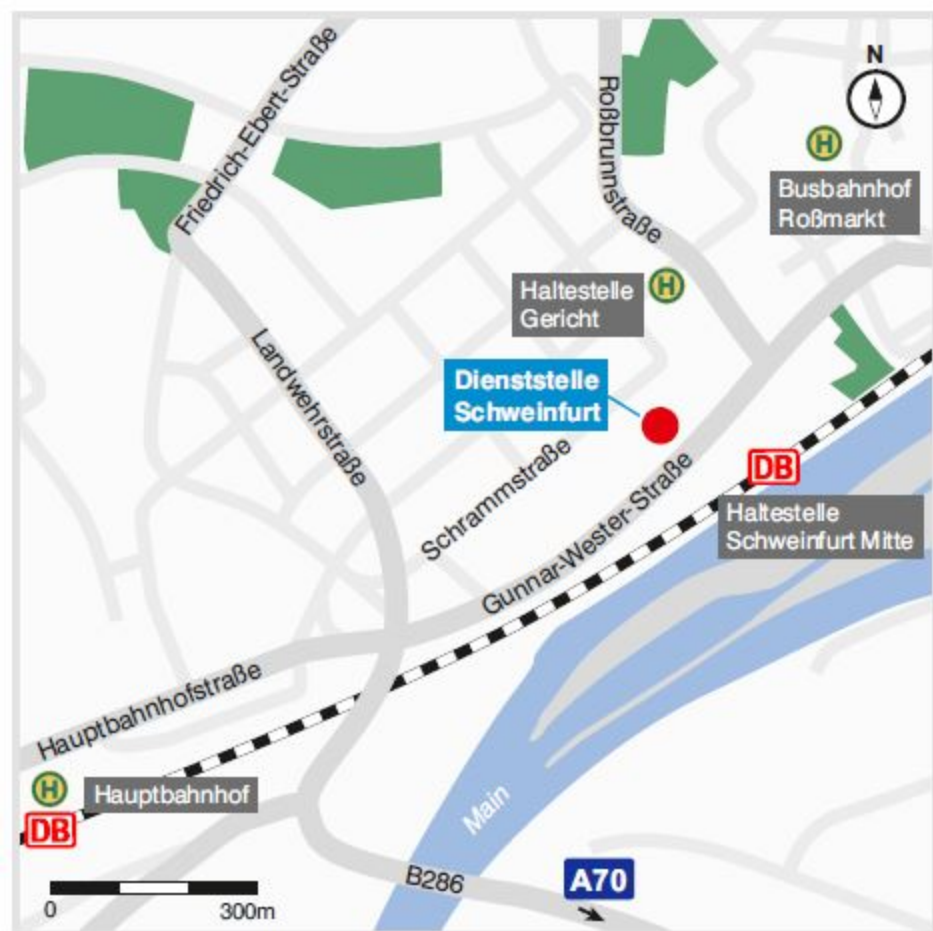 N
Friedrich-Ebert-Straße
Roßbrunnstraße
H
Busbahnhof
Roßmarkt
Haltestelle
Gericht
H
Landwehrstraße
Dienststelle
Schweinfurt
Schrammstraße
Gunnar-Wester-Straße
DB
Haltestelle
Schweinfurt Mitte
Hauptbahnhofstraße
H
Hauptbahnhof
DB
Main
B286
A70
0 300m